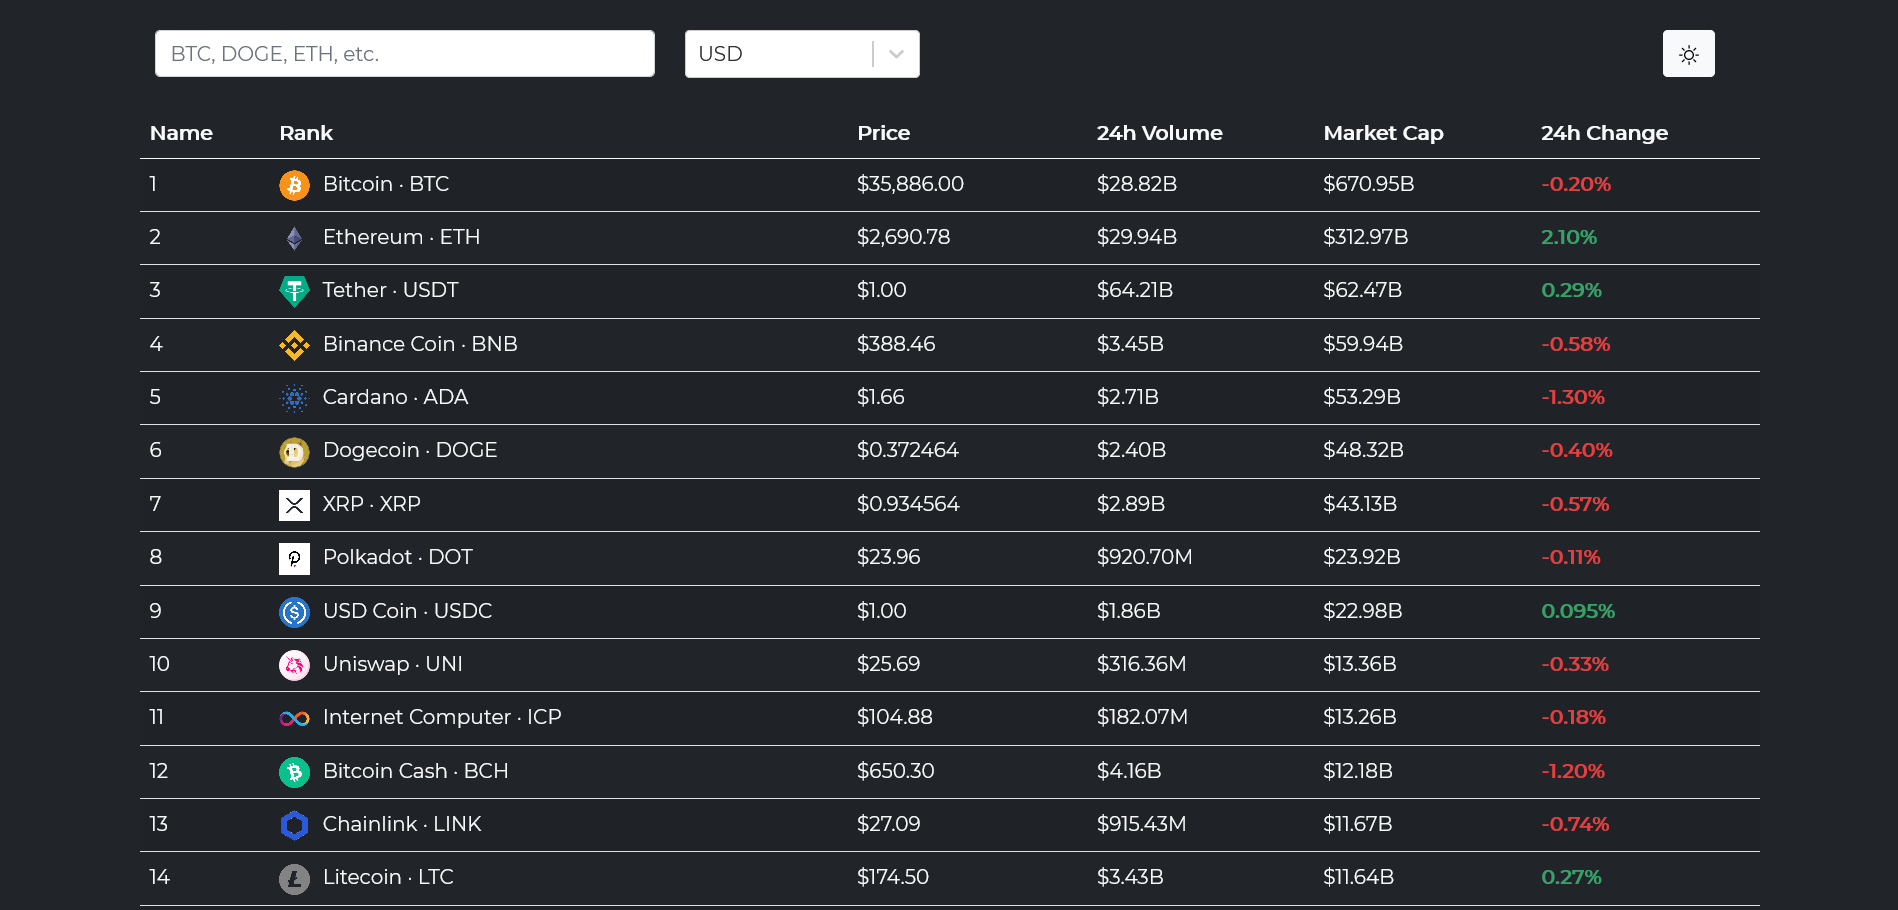 BTC, DOGE, ETH, etc. USD
Name Rank Price 24h Volume Market Cap 24h Change
1 Bitcoin · BTC $35,886.00 $28.82B $670.95B -0.20%
2 Ethereum · ETH $2,690.78 $29.94B $312.97B 2.10%
3 Tether · USDT $1.00 $64.21B $62.47B 0.29%
4 Binance Coin · BNB $388.46 $3.45B $59.94B -0.58%
5 Cardano · ADA $1.66 $2.71B $53.29B -1.30%
6 Dogecoin · DOGE $0.372464 $2.40B $48.32B -0.40%
7 XRP · XRP $0.934564 $2.89B $43.13B -0.57%
8 Polkadot · DOT $23.96 $920.70M $23.92B -0.11%
9 USD Coin · USDC $1.00 $1.86B $22.98B 0.095%
10 Uniswap · UNI $25.69 $316.36M $13.36B -0.33%
11 Internet Computer · ICP $104.88 $182.07M $13.26B -0.18%
12 Bitcoin Cash · BCH $650.30 $4.16B $12.18B -1.20%
13 Chainlink · LINK $27.09 $915.43M $11.67B -0.74%
14 Litecoin · LTC $174.50 $3.43B $11.64B 0.27%